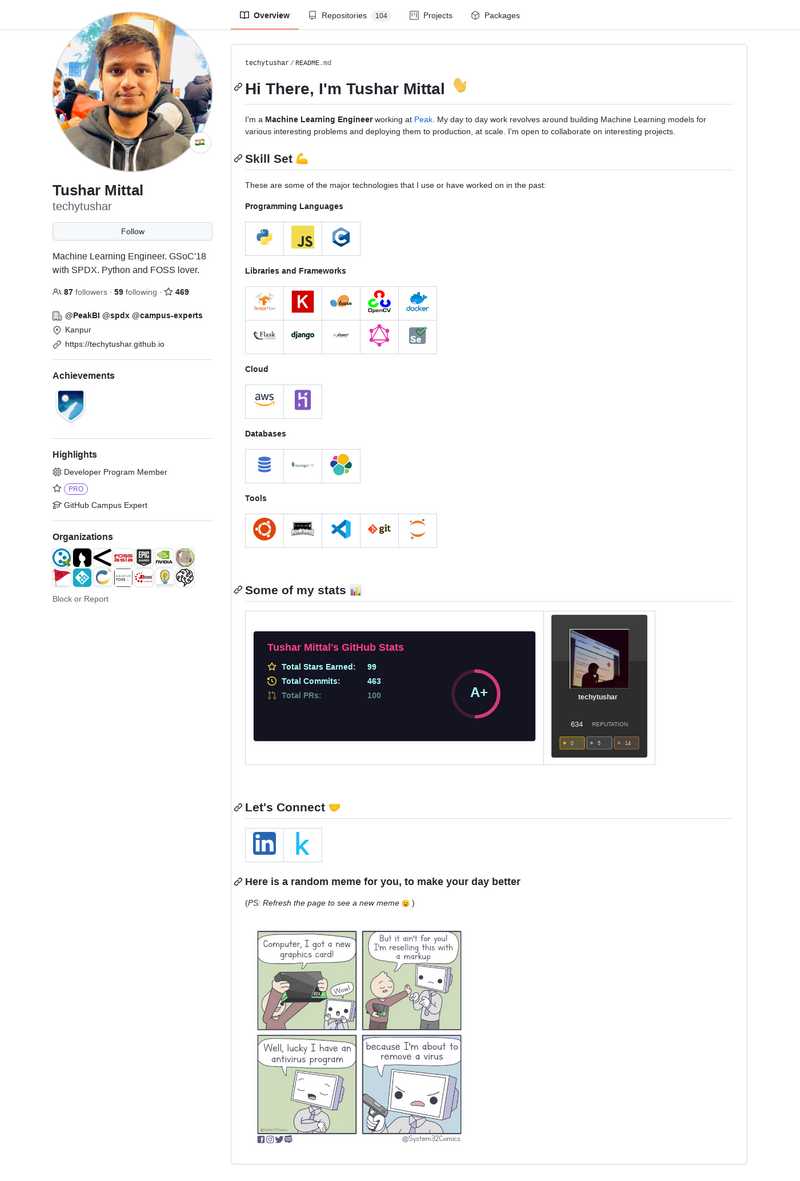 Overview
Repositories 104
Projects
Packages
Tushar Mittal
techytushar
Follow
Machine Learning Engineer. GSoC'18
with SPDX. Python and FOSS lover.
87 followers · 59 following · 469
@PeakBI @spdx @campus-experts
Kanpur
https://techytushar.github.io
Achievements
Highlights
Developer Program Member
PRO
GitHub Campus Expert
Organizations
FOSS
ASIA
EPIC
NVIDIA
Block or Report
techytushar/README.md
Hi There, I'm Tushar Mittal
I'm a Machine Learning Engineer working at Peak. My day to day work revolves around building Machine Learning models for
various interesting problems and deploying them to production, at scale. I'm open to collaborate on interesting projects.
Skill Set
These are some of the major technologies that I use or have worked on in the past:
Programming Languages
JS
C
Libraries and Frameworks
TensorFlow
K
learn
OpenCV
docker
Flask
django
Se
Cloud
aws
Databases
Tools
git
Some of my stats
Tushar Mittal's GitHub Stats
Total Stars Earned: 99
Total Commits: 463
Total PRs: 100
A+
techytushar
634 REPUTATION
0 5 14
Let's Connect
in
k
Here is a random meme for you, to make your day better
(PS: Refresh the page to see a new meme )
Computer, I got a new
graphics card!
Wow!
But it ain't for you!
I'm reselling this with
a markup
Well, lucky I have an
antivirus program
because I'm about to
remove a virus
@System32Comics